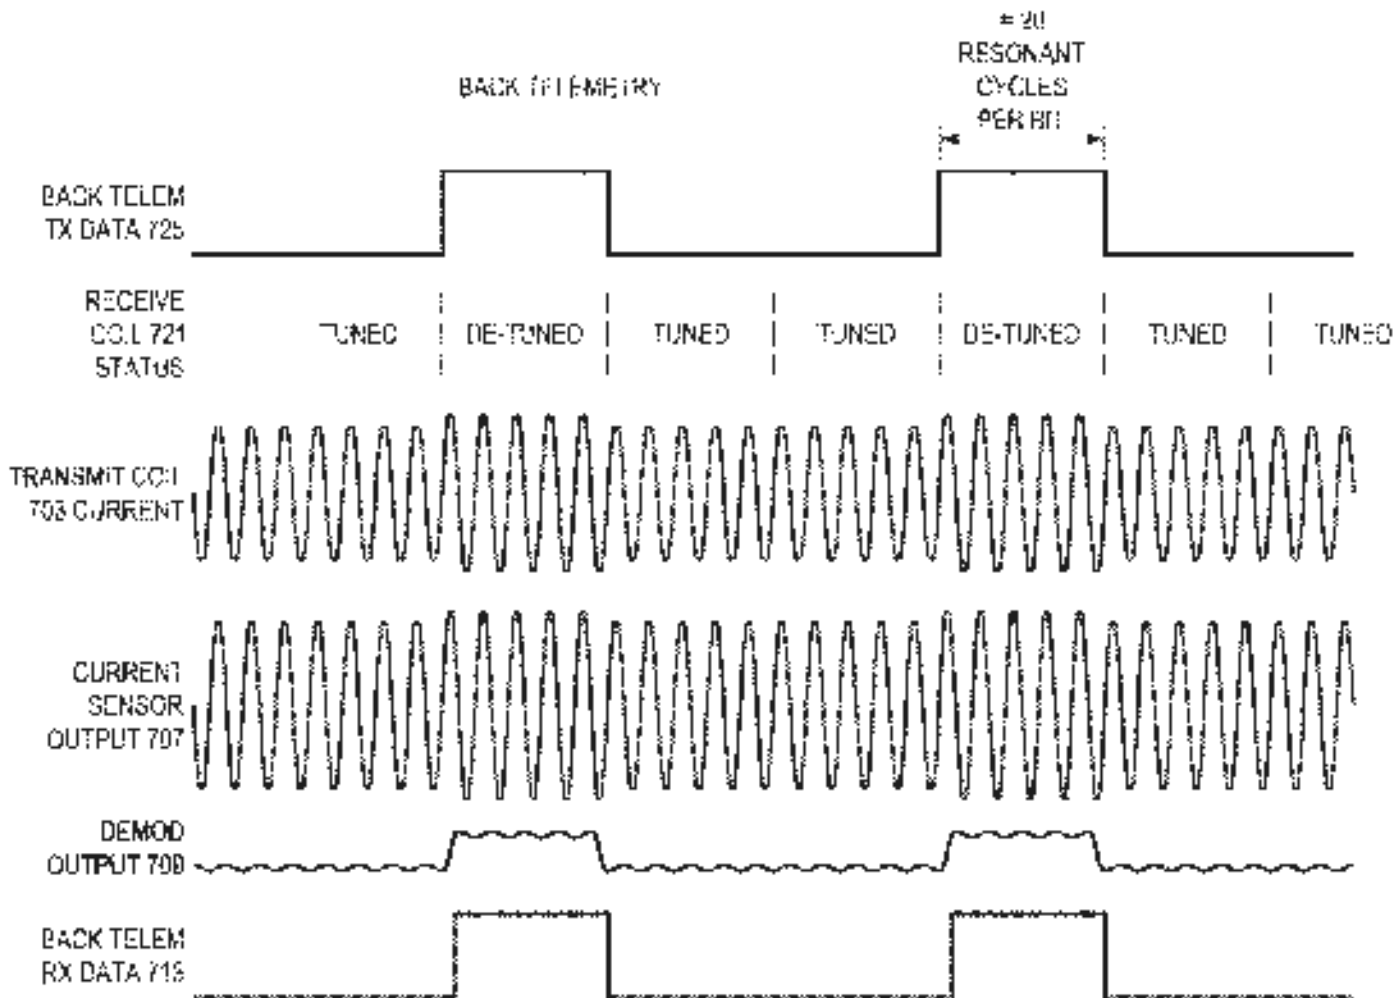 ≈ 20
RESONANT
CYCLES
PER BIT
BACK TELEMETRY
BACK TELEM
TX DATA 725
RECEIVE
COIL 721
STATUS
TUNED
DE-TUNED
TUNED
TUNED
DE-TUNED
TUNED
TUNED
TRANSMIT COIL
703 CURRENT
CURRENT
SENSOR
OUTPUT 707
DEMOD
OUTPUT 709
BACK TELEM
RX DATA